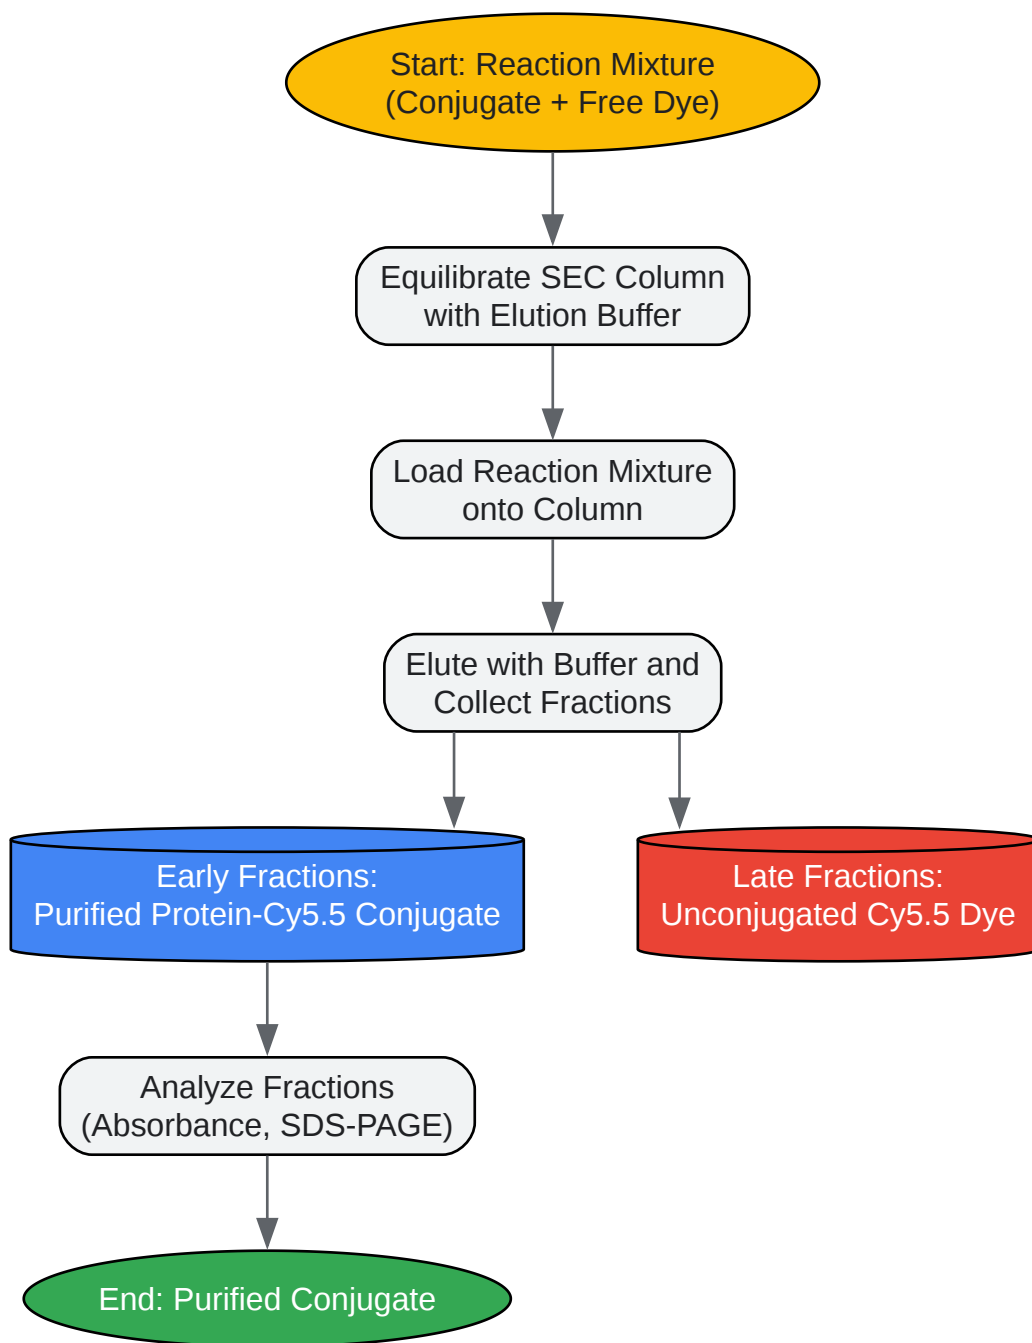 Start: Reaction Mixture
(Conjugate + Free Dye)
Equilibrate SEC Column
with Elution Buffer
Load Reaction Mixture
onto Column
Elute with Buffer and
Collect Fractions
Early Fractions:
Purified Protein-Cy5.5 Conjugate
Late Fractions:
Unconjugated Cy5.5 Dye
Analyze Fractions
(Absorbance, SDS-PAGE)
End: Purified Conjugate